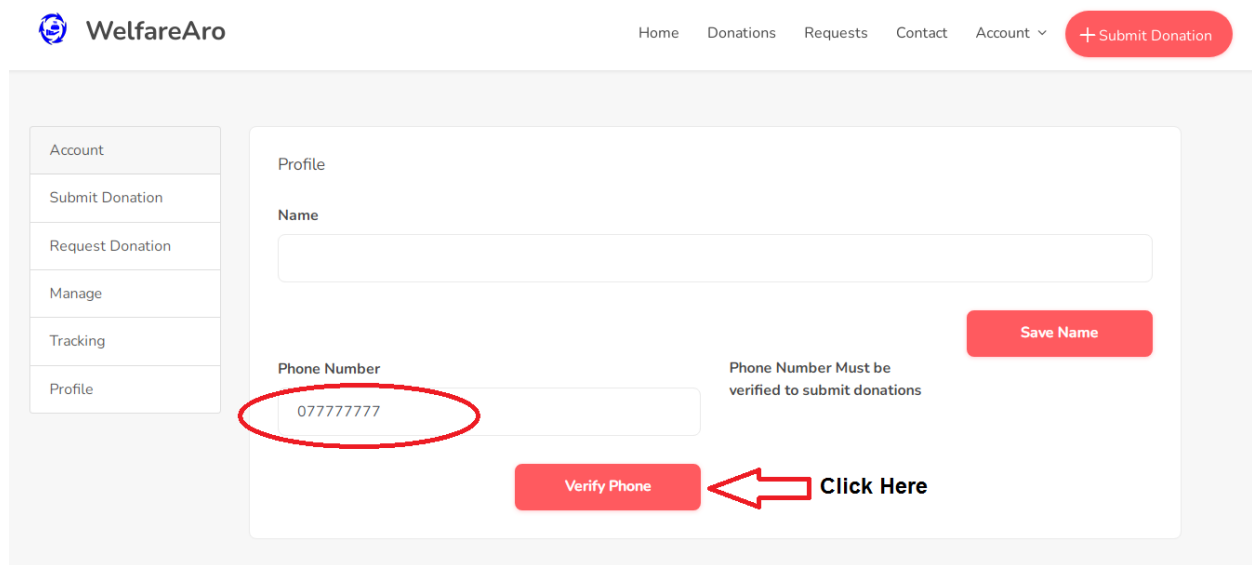 WelfareAro
Home Donations Requests Contact Account + Submit Donation
Account
Submit Donation
Request Donation
Manage
Tracking
Profile
Profile
Name
Save Name
Phone Number
077777777
Phone Number Must be
verified to submit donations
Verify Phone
Click Here